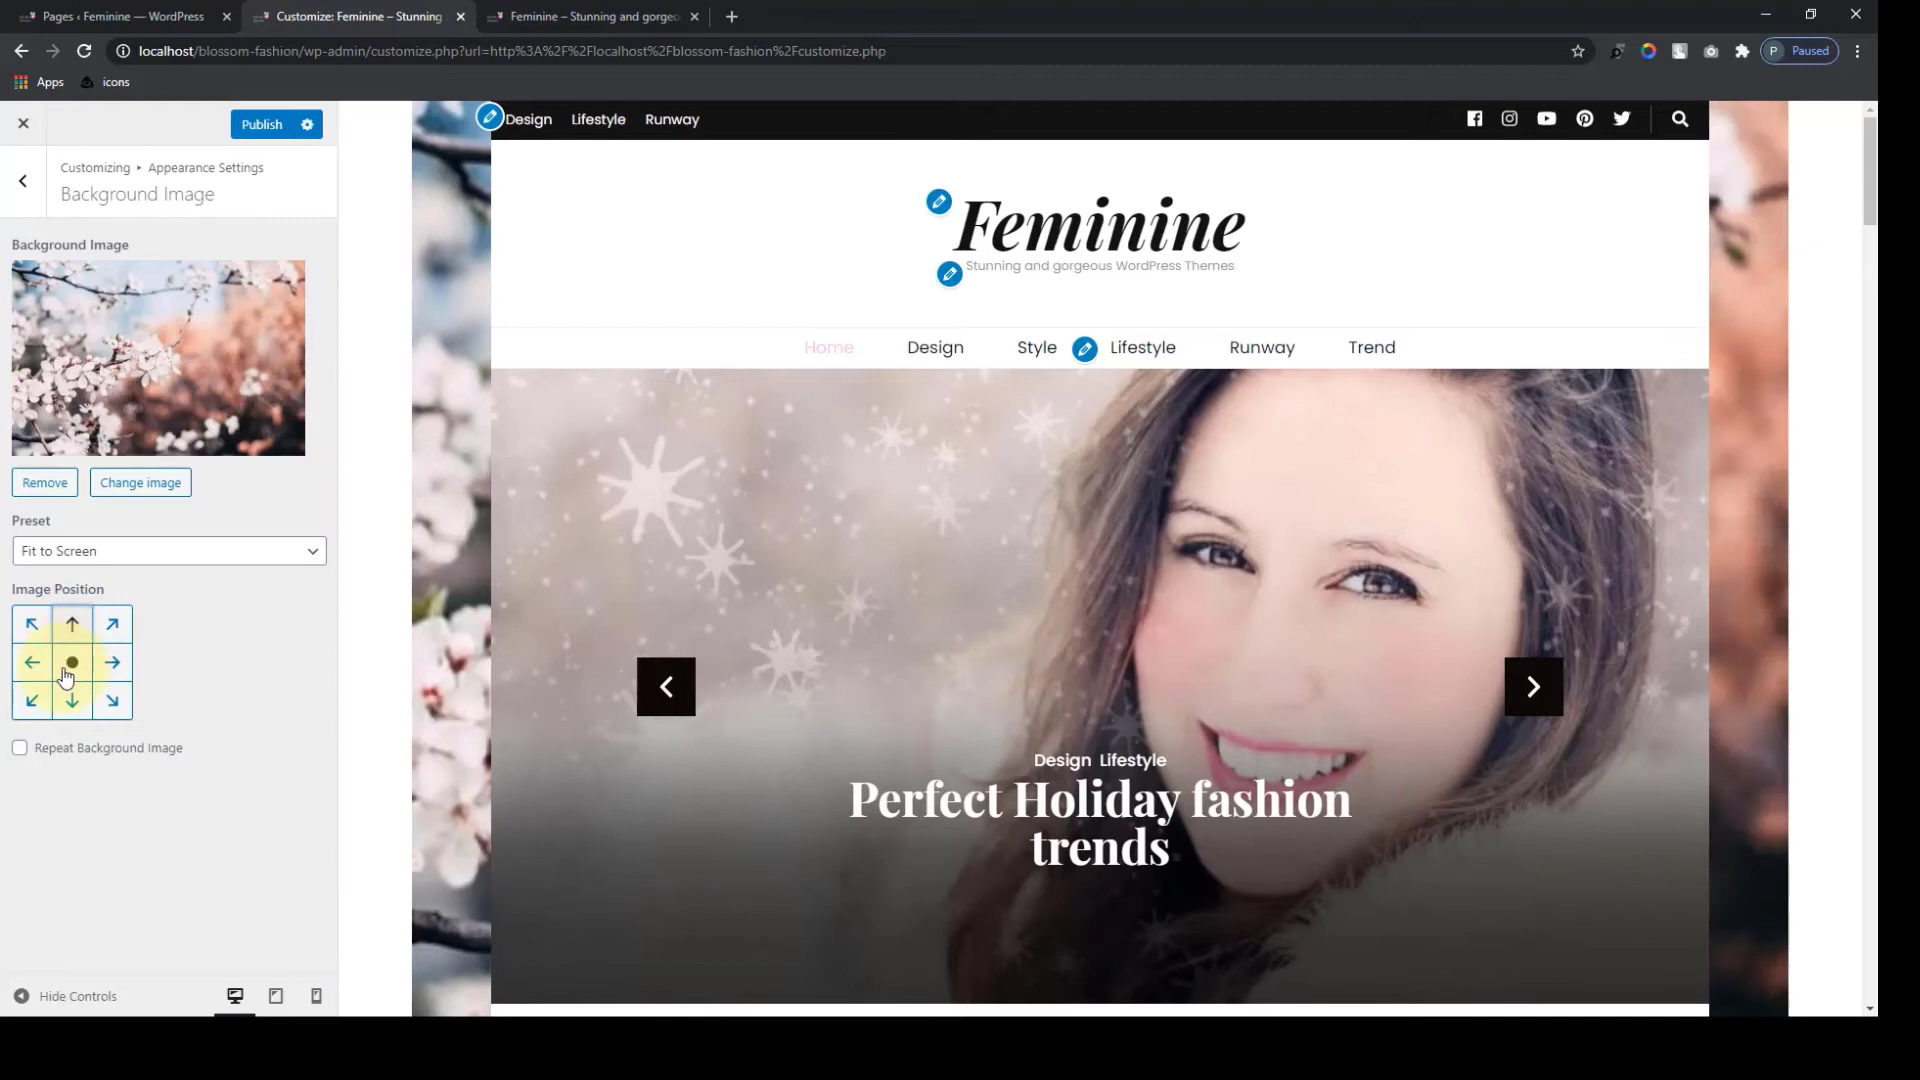 Pages ‹ Feminine — WordPress
Customize: Feminine – Stunning
Feminine – Stunning and gorgeo
localhost/blossom-fashion/wp-admin/customize.php?url=http%3A%2F%2Flocalhost%2Fblossom-fashion%2Fcustomize.php
P Paused
Apps icons
Publish
Customizing ▸ Appearance Settings
Background Image
Background Image
Remove
Change image
Preset
Fit to Screen
Image Position
Repeat Background Image
Hide Controls
Design Lifestyle Runway
Feminine
Stunning and gorgeous WordPress Themes
Home Design Style Lifestyle Runway Trend
Design Lifestyle
Perfect Holiday fashion
trends